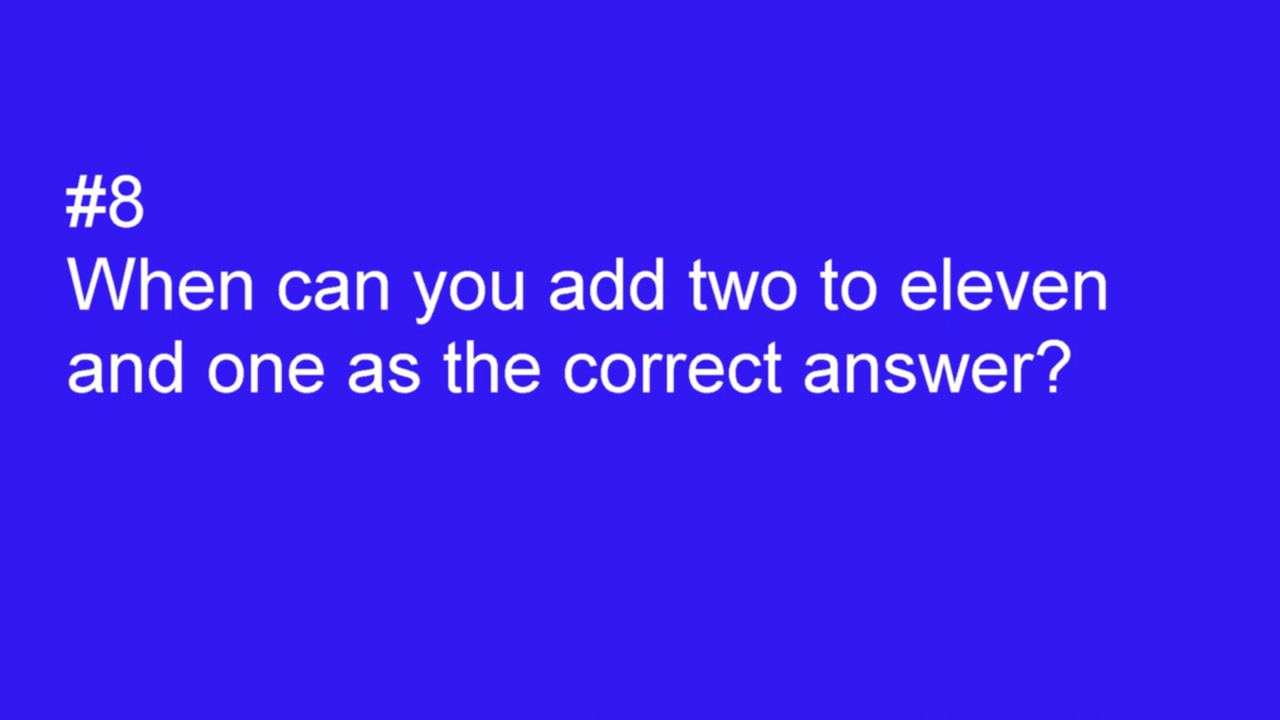 #8
When can you add two to eleven
and one as the correct answer?